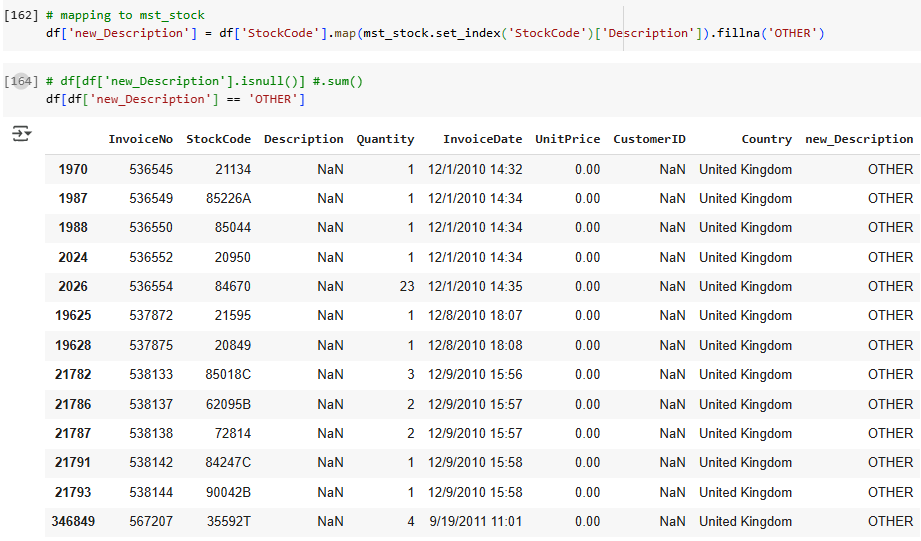 [162] # mapping to mst_stock
df['new_Description'] = df['StockCode'].map(mst_stock.set_index('StockCode')['Description']).fillna('OTHER')
[164] # df[df['new_Description'].isnull()] #.sum()
df[df['new_Description'] == 'OTHER']
InvoiceNo StockCode Description Quantity InvoiceDate UnitPrice CustomerID Country new_Description
1970 536545 21134 NaN 1 12/1/2010 14:32 0.00 NaN United Kingdom OTHER
1987 536549 85226A NaN 1 12/1/2010 14:34 0.00 NaN United Kingdom OTHER
1988 536550 85044 NaN 1 12/1/2010 14:34 0.00 NaN United Kingdom OTHER
2024 536552 20950 NaN 1 12/1/2010 14:34 0.00 NaN United Kingdom OTHER
2026 536554 84670 NaN 23 12/1/2010 14:35 0.00 NaN United Kingdom OTHER
19625 537872 21595 NaN 1 12/8/2010 18:07 0.00 NaN United Kingdom OTHER
19628 537875 20849 NaN 1 12/8/2010 18:08 0.00 NaN United Kingdom OTHER
21782 538133 85018C NaN 3 12/9/2010 15:56 0.00 NaN United Kingdom OTHER
21786 538137 62095B NaN 2 12/9/2010 15:57 0.00 NaN United Kingdom OTHER
21787 538138 72814 NaN 2 12/9/2010 15:57 0.00 NaN United Kingdom OTHER
21791 538142 84247C NaN 1 12/9/2010 15:58 0.00 NaN United Kingdom OTHER
21793 538144 90042B NaN 1 12/9/2010 15:58 0.00 NaN United Kingdom OTHER
346849 567207 35592T NaN 4 9/19/2011 11:01 0.00 NaN United Kingdom OTHER